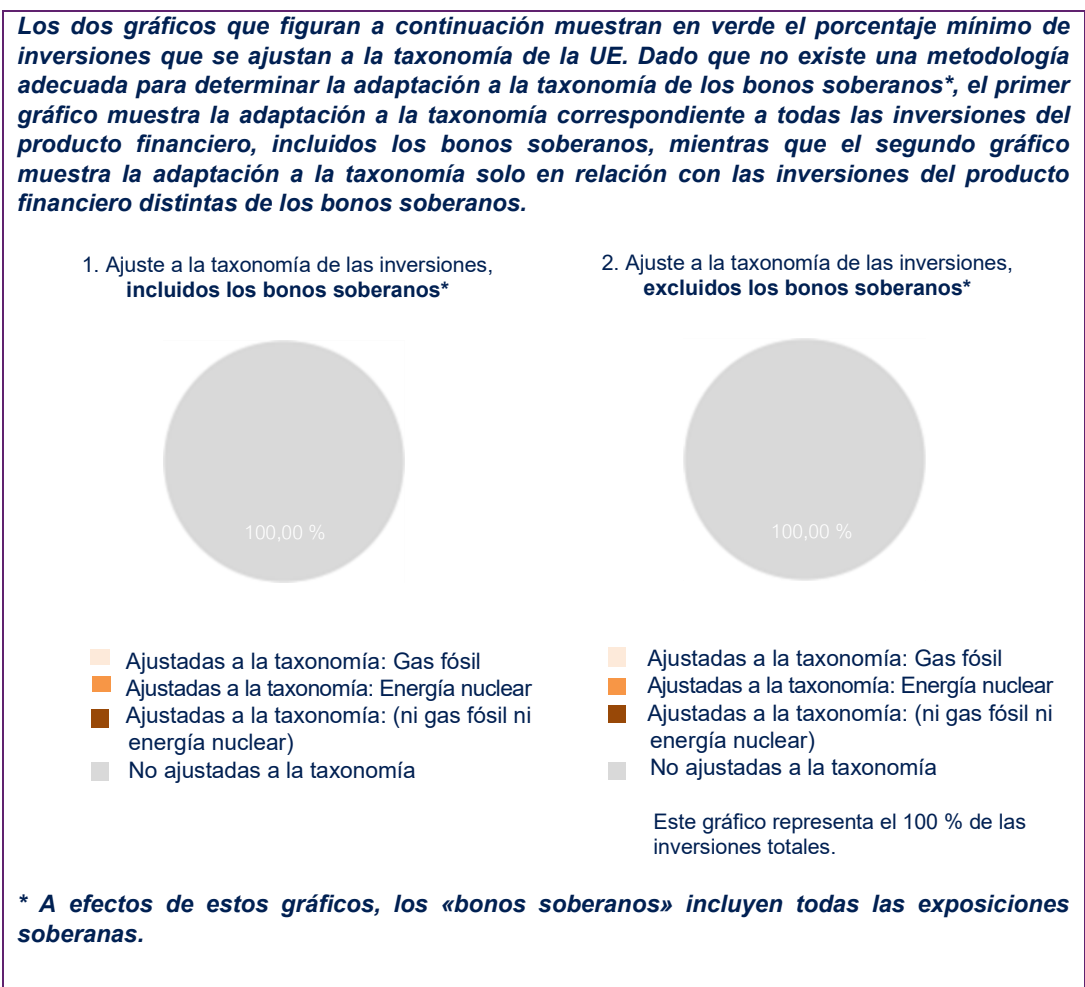 Los dos gráficos que figuran a continuación muestran en verde el porcentaje mínimo de
inversiones que se ajustan a la taxonomía de la UE. Dado que no existe una metodología
adecuada para determinar la adaptación a la taxonomía de los bonos soberanos*, el primer
gráfico muestra la adaptación a la taxonomía correspondiente a todas las inversiones del
producto financiero, incluidos los bonos soberanos, mientras que el segundo gráfico
muestra la adaptación a la taxonomía solo en relación con las inversiones del producto
financiero distintas de los bonos soberanos.
1. Ajuste a la taxonomía de las inversiones,
incluidos los bonos soberanos*
100,00 %
Ajustadas a la taxonomía: Gas fósil
Ajustadas a la taxonomía: Energía nuclear
Ajustadas a la taxonomía: (ni gas fósil ni
energía nuclear)
No ajustadas a la taxonomía
2. Ajuste a la taxonomía de las inversiones,
excluidos los bonos soberanos*
100,00 %
Ajustadas a la taxonomía: Gas fósil
Ajustadas a la taxonomía: Energía nuclear
Ajustadas a la taxonomía: (ni gas fósil ni
energía nuclear)
No ajustadas a la taxonomía
Este gráfico representa el 100 % de las
inversiones totales.
* A efectos de estos gráficos, los «bonos soberanos» incluyen todas las exposiciones
soberanas.